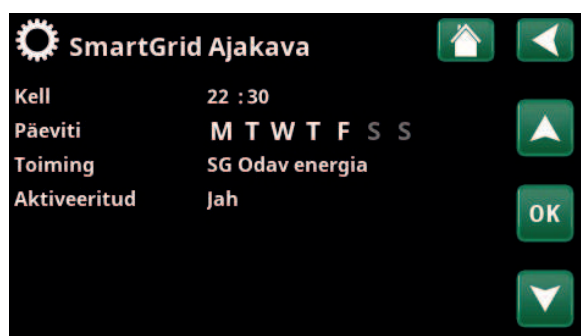 SmartGrid Ajakava
Kell 22 :30
Päeviti M T W T F S S
Toiming SG Odav energia
Aktiveeritud Jah
OK